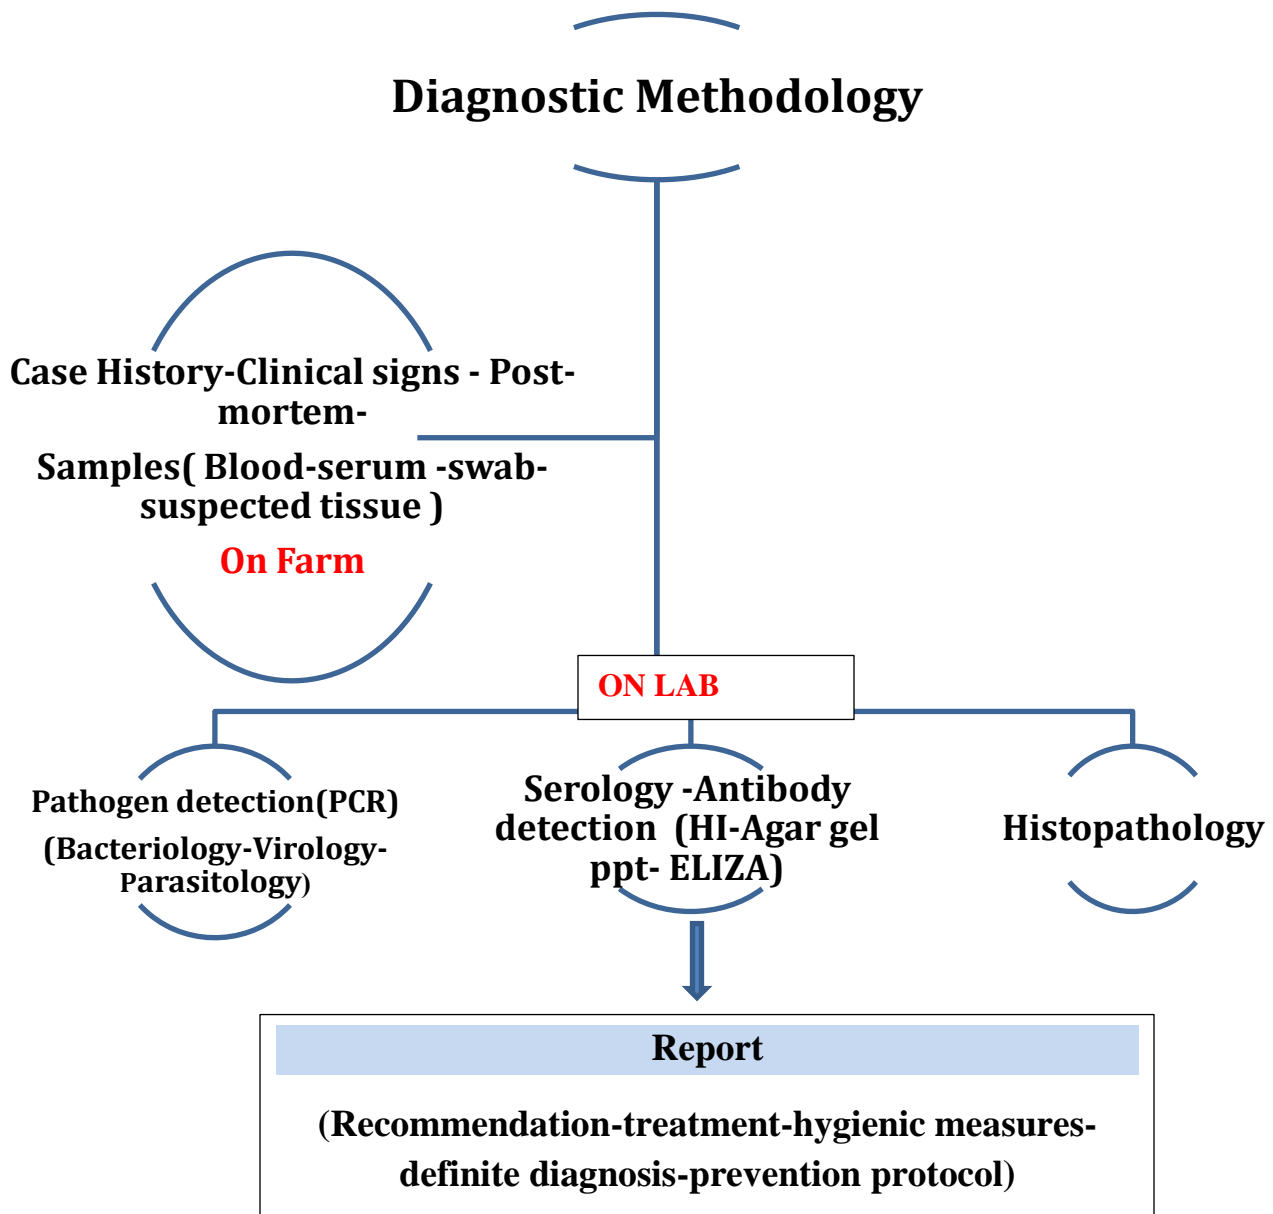 Diagnostic Methodology
Case History-Clinical signs - Post-
mortem-
Samples( Blood-serum -swab-
suspected tissue )
On Farm
ON LAB
Pathogen detection(PCR)
(Bacteriology-Virology-
Parasitology)
Serology -Antibody
detection (HI-Agar gel
ppt- ELIZA)
Histopathology
Report
(Recommendation-treatment-hygienic measures-
definite diagnosis-prevention protocol)